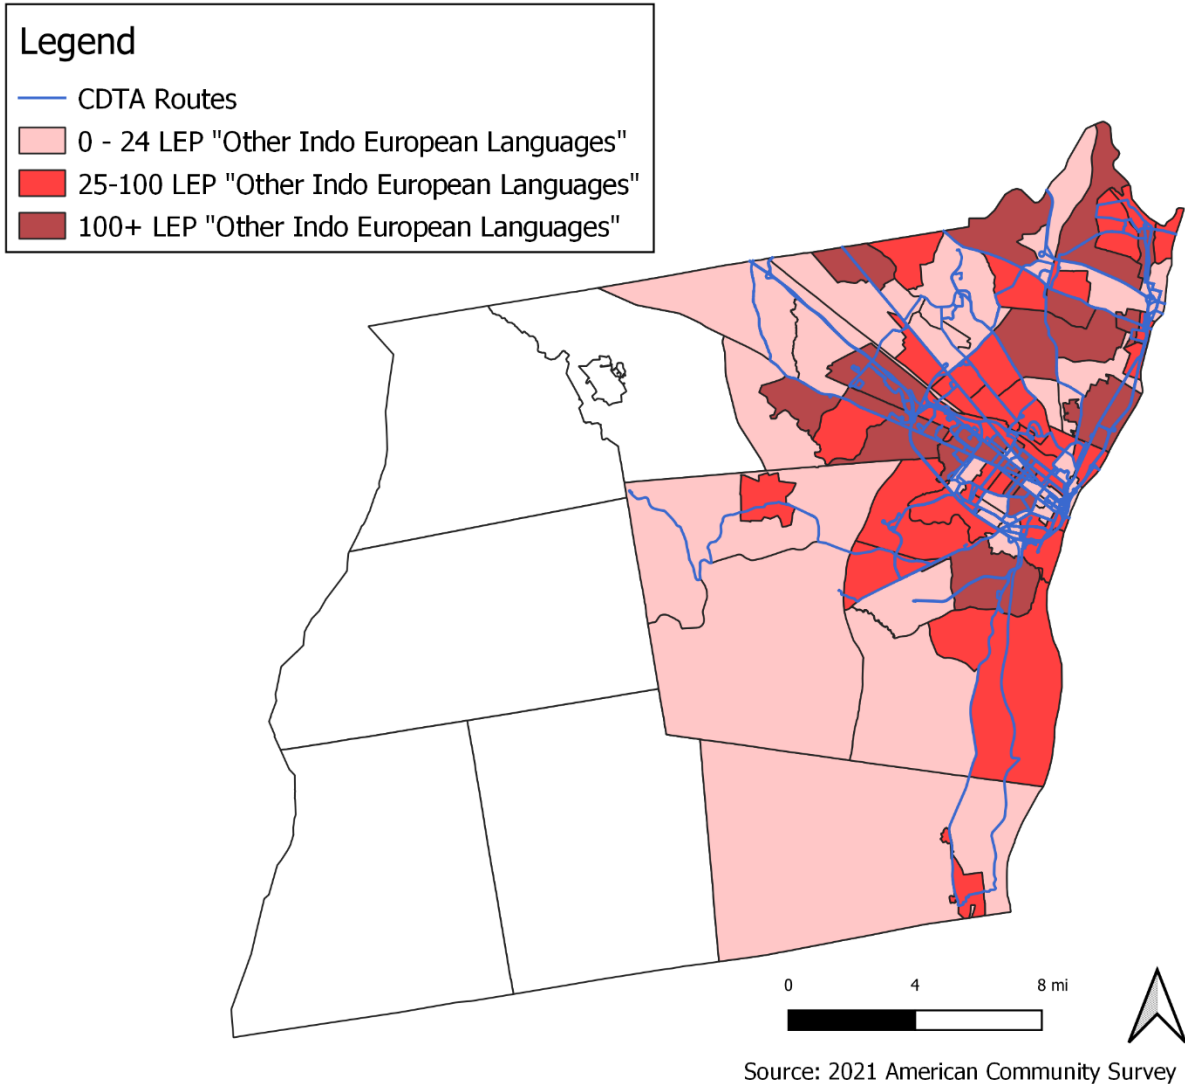 Legend
CDTA Routes
0 - 24 LEP "Other Indo European Languages"
25-100 LEP "Other Indo European Languages"
100+ LEP "Other Indo European Languages"
0 4 8 mi
Source: 2021 American Community Survey